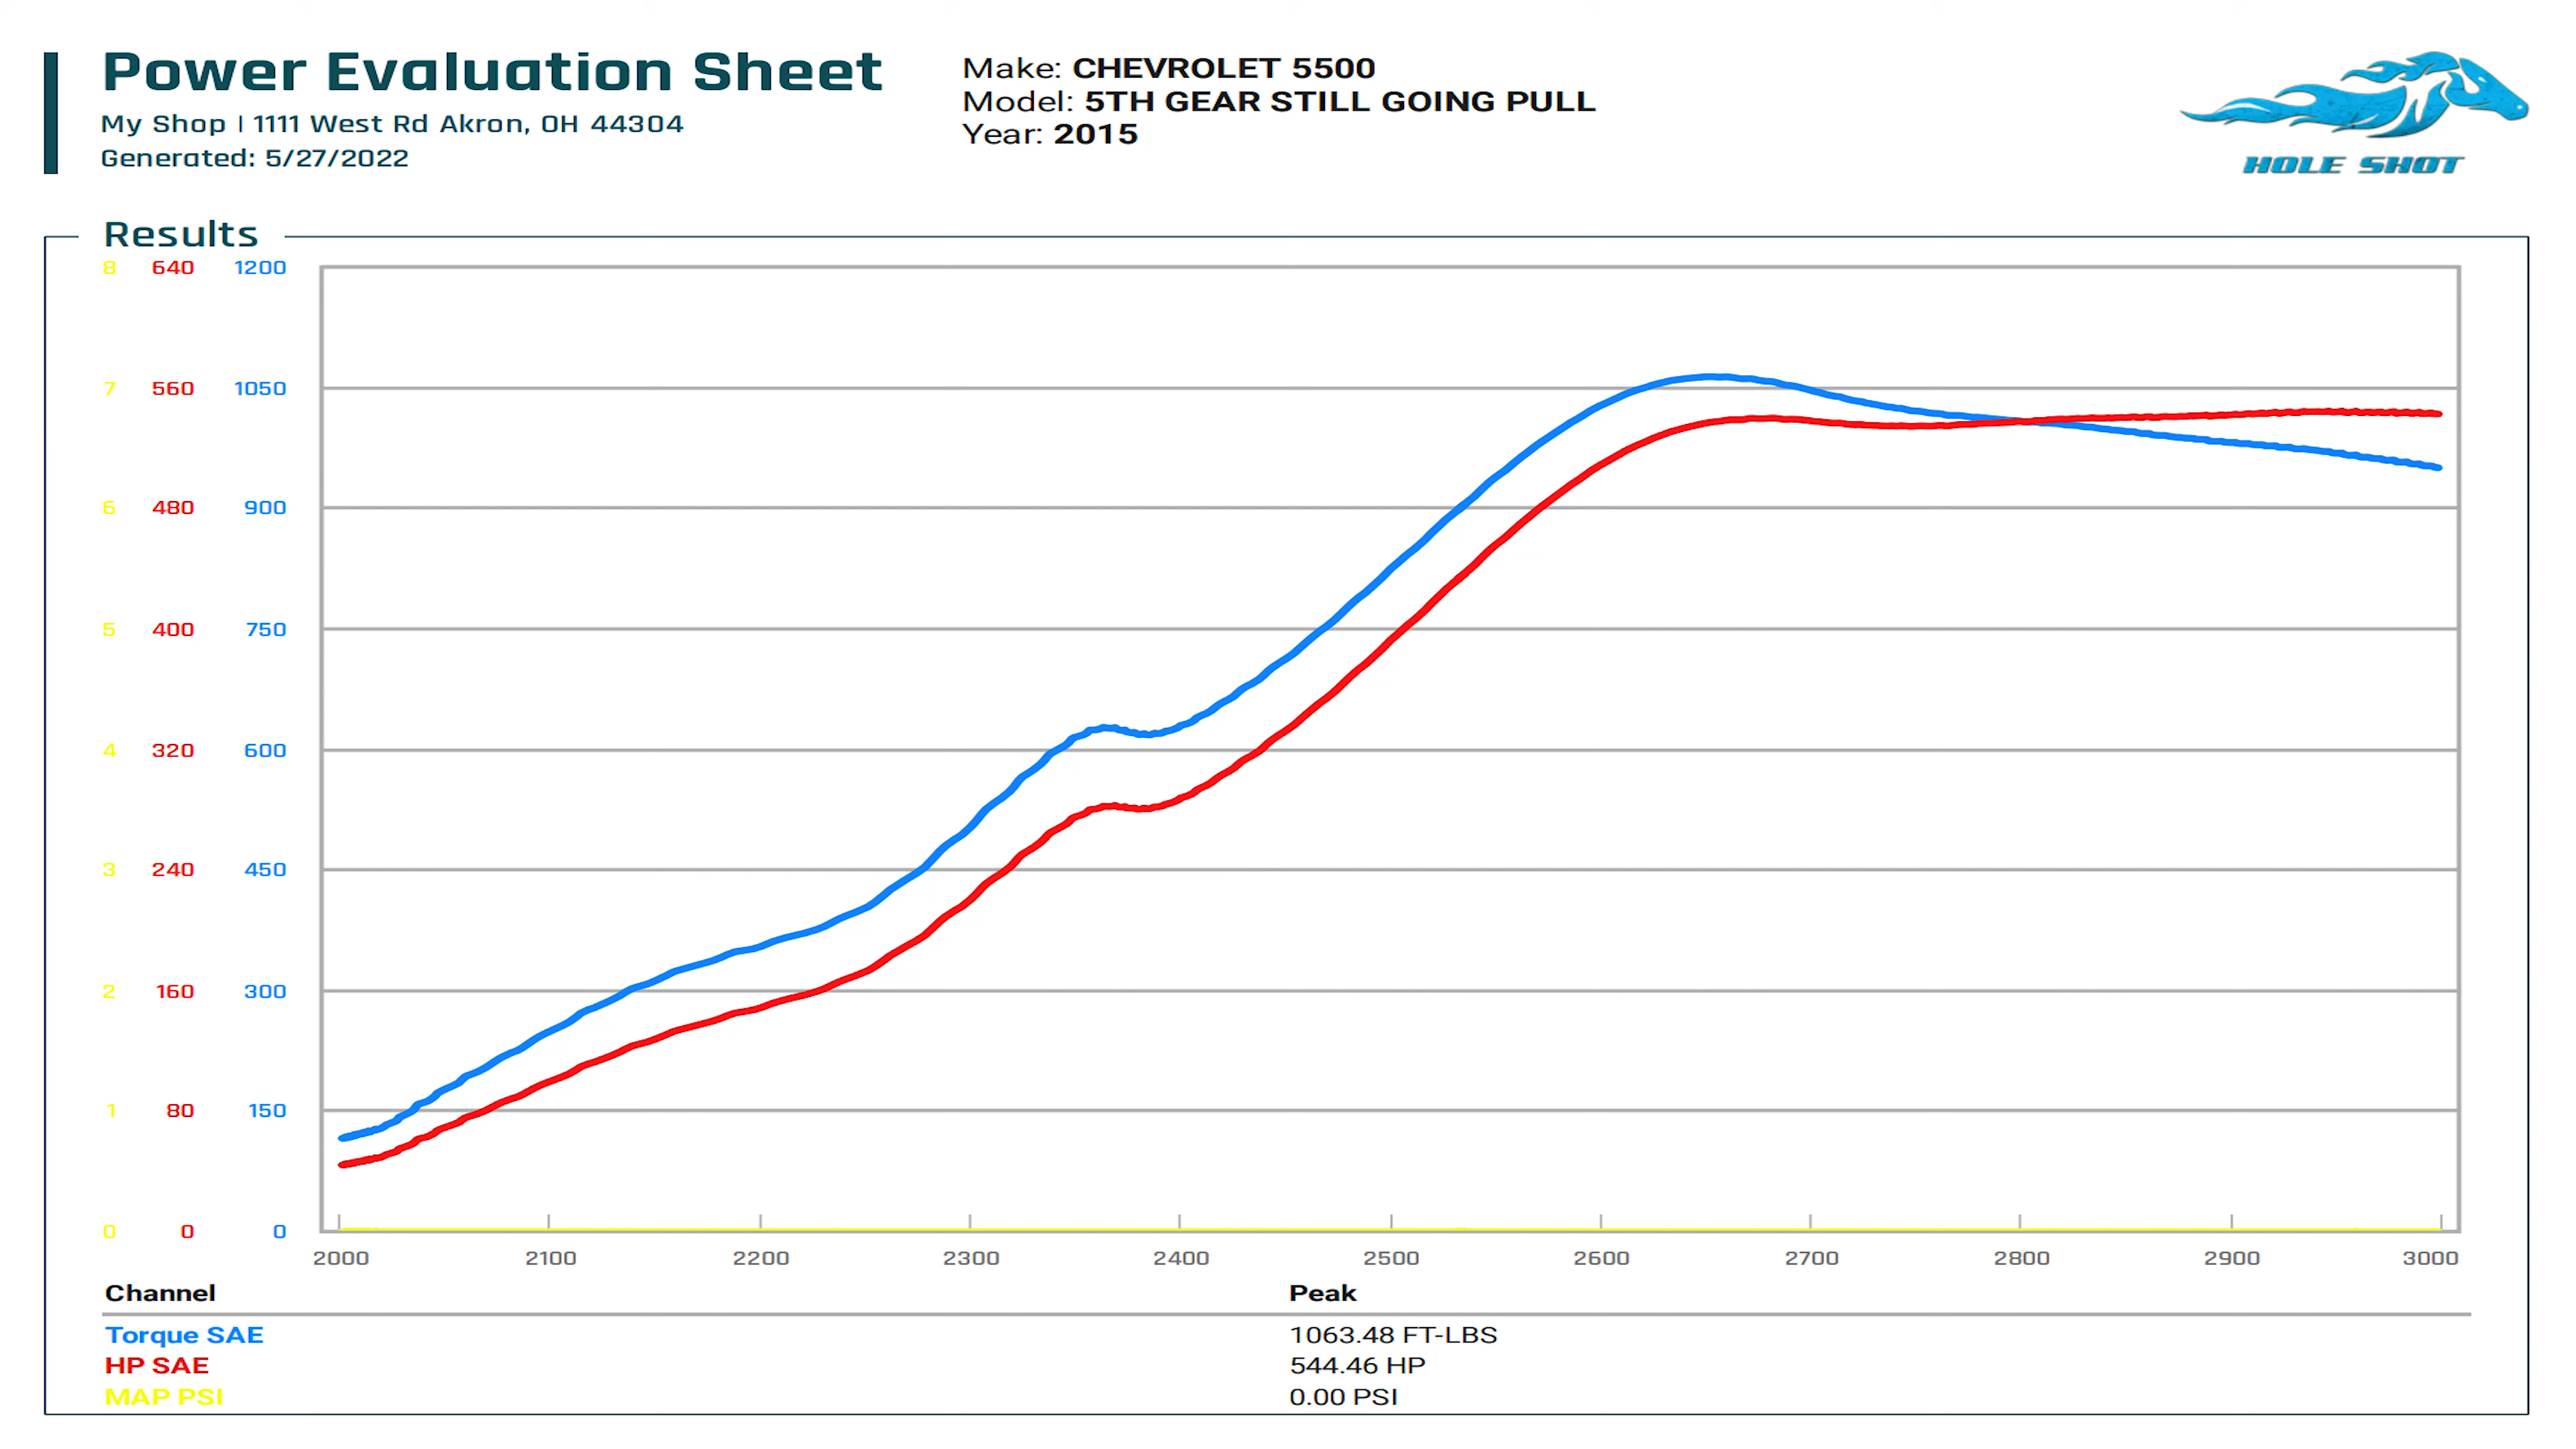 Power Evaluation Sheet
My Shop | 1111 West Rd Akron, OH 44304
Generated: 5/27/2022
Make: CHEVROLET 5500
Model: 5TH GEAR STILL GOING PULL
Year: 2015
HOLE SHOT
Results
8 640 1200
7 560 1050
6 480 900
5 400 750
4 320 600
3 240 450
2 160 300
1 80 150
0 0 0
2000 2100 2200 2300 2400 2500 2600 2700 2800 2900 3000
Channel Peak
Torque SAE 1063.48 FT-LBS
HP SAE 544.46 HP
MAP PSI 0.00 PSI